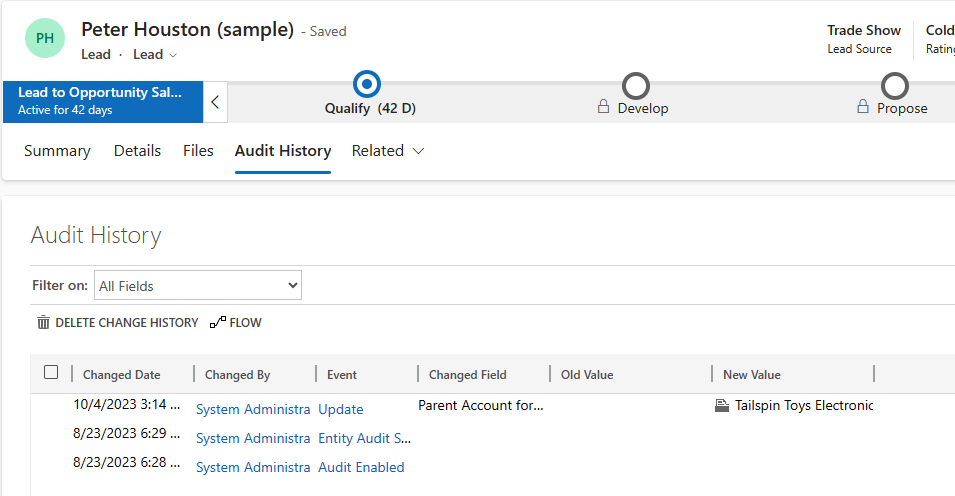 PH
Peter Houston (sample) - Saved
Lead · Lead
Trade Show
Lead Source
Cold
Rating
Lead to Opportunity Sal...
Active for 42 days
Qualify (42 D)
Develop
Propose
Summary Details Files Audit History Related
Audit History
Filter on: All Fields
DELETE CHANGE HISTORY FLOW
Changed Date Changed By Event Changed Field Old Value New Value
10/4/2023 3:14 ... System Administra Update Parent Account for... Tailspin Toys Electronic
8/23/2023 6:29 ... System Administra Entity Audit S...
8/23/2023 6:28 ... System Administra Audit Enabled